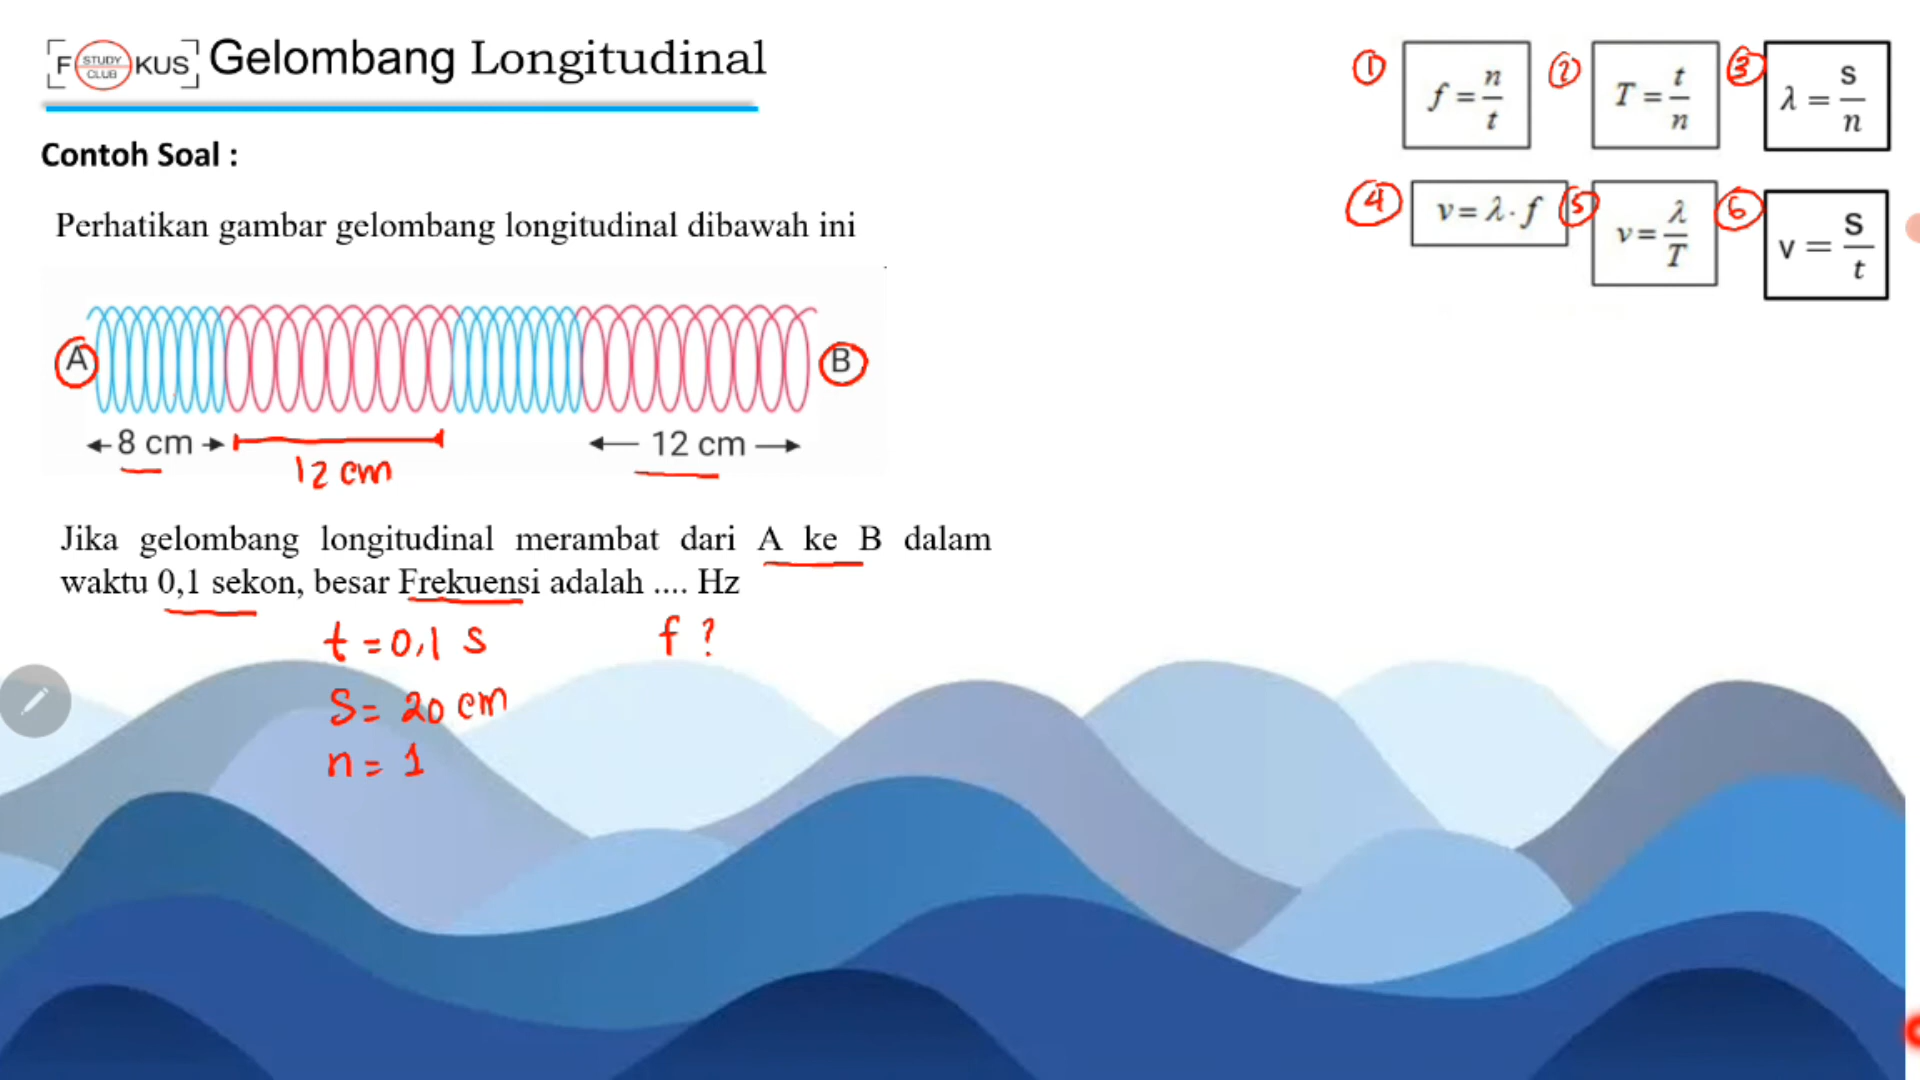 [F STUDY CLUB KUS] Gelombang Longitudinal
Contoh Soal :
Perhatikan gambar gelombang longitudinal dibawah ini
A B
8 cm 12 cm 12 cm
Jika gelombang longitudinal merambat dari A ke B dalam
waktu 0,1 sekon, besar Frekuensi adalah .... Hz
t = 0,1 s f ?
S = 20 cm
n = 1
① f = n/t ② T = t/n ③ λ = s/n
④ v = λ · f ⑤ v = λ/T ⑥ v = s/t